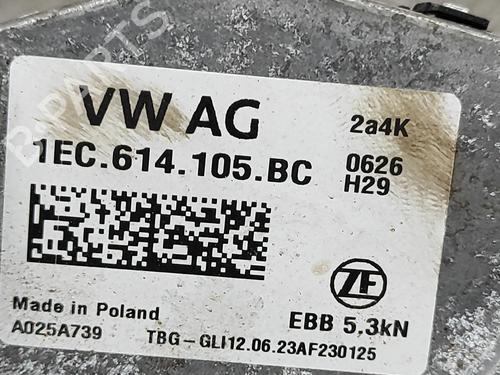 VW AG
2a4K
1EC.614.105.BC
0626
H29
ZF
Made in Poland
EBB 5.3kN
A025A739
TBG-GLI12.06.23AF230125
B-PARTS